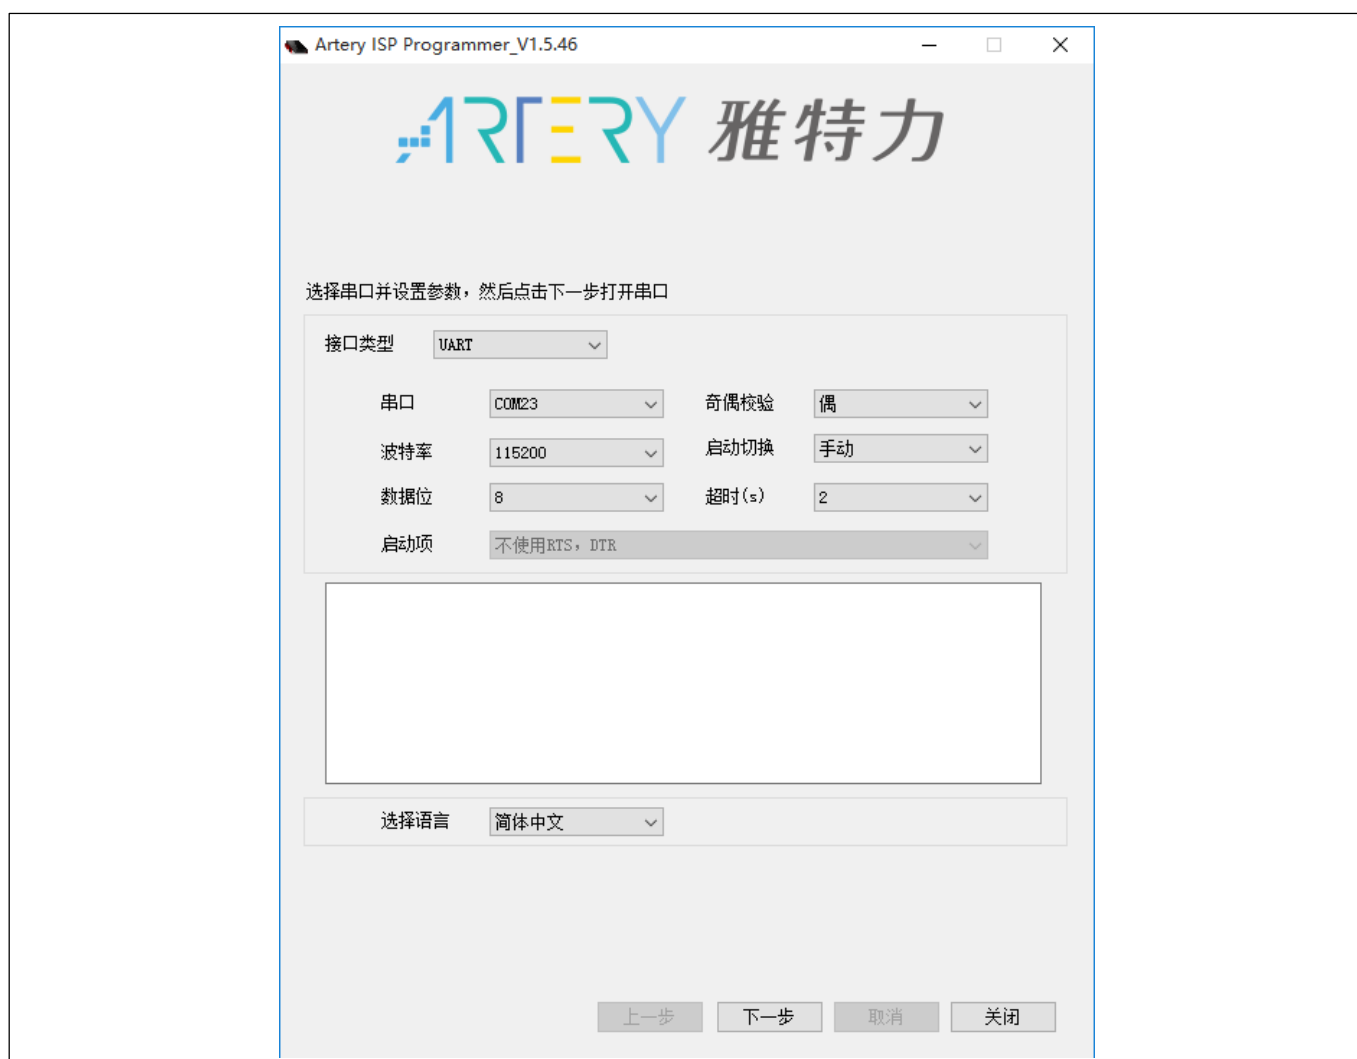 Artery ISP Programmer_V1.5.46
ARTERY 雅特力
选择串口并设置参数，然后点击下一步打开串口
接口类型 UART
串口 COM23 奇偶校验 偶
波特率 115200 启动切换 手动
数据位 8 超时(s) 2
启动项 不使用RTS，DTR
选择语言 简体中文
上一步 下一步 取消 关闭